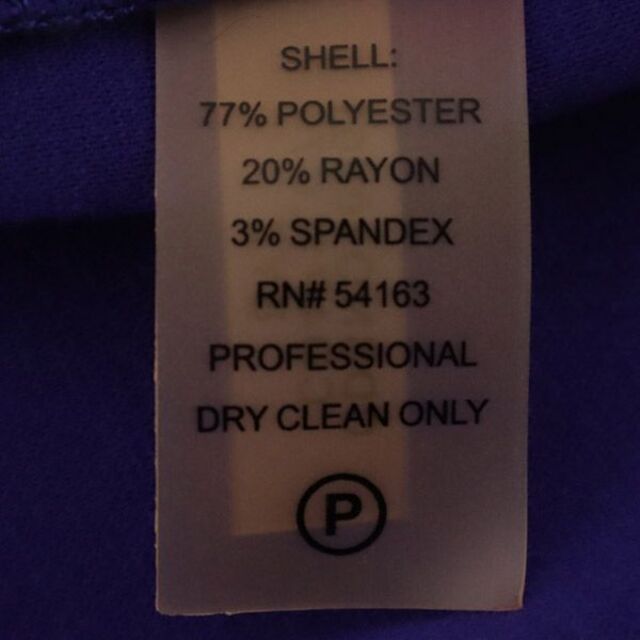 SHELL:
77% POLYESTER
20% RAYON
3% SPANDEX
RN# 54163
PROFESSIONAL
DRY CLEAN ONLY
P